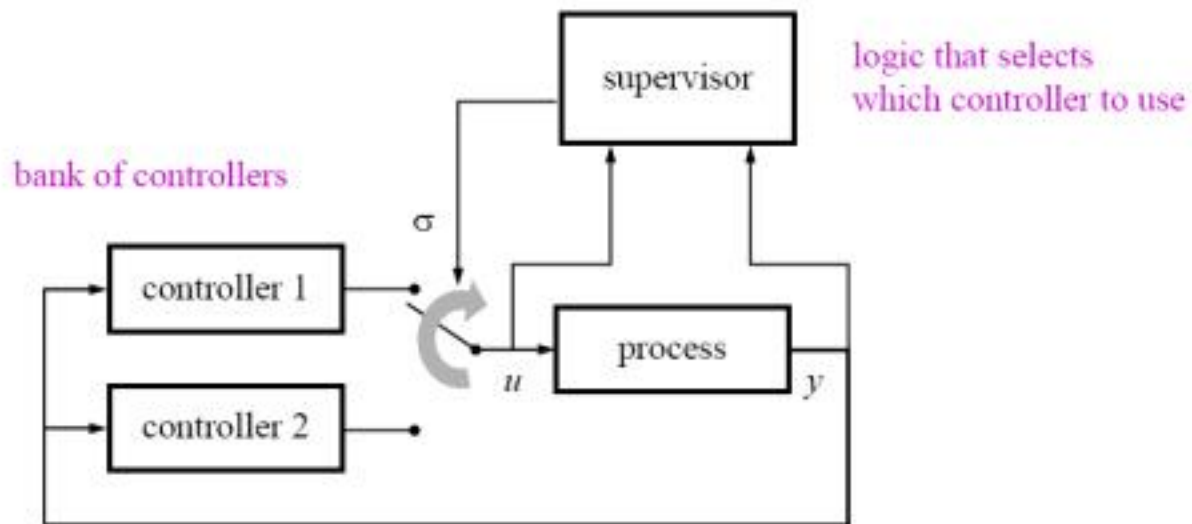 supervisor
logic that selects
which controller to use
bank of controllers
σ
controller 1
process
u
y
controller 2